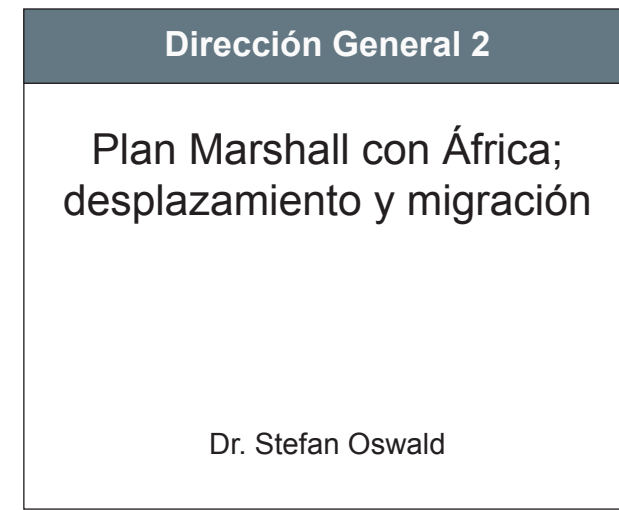 Dirección General 2
Plan Marshall con África;
desplazamiento y migración
Dr. Stefan Oswald